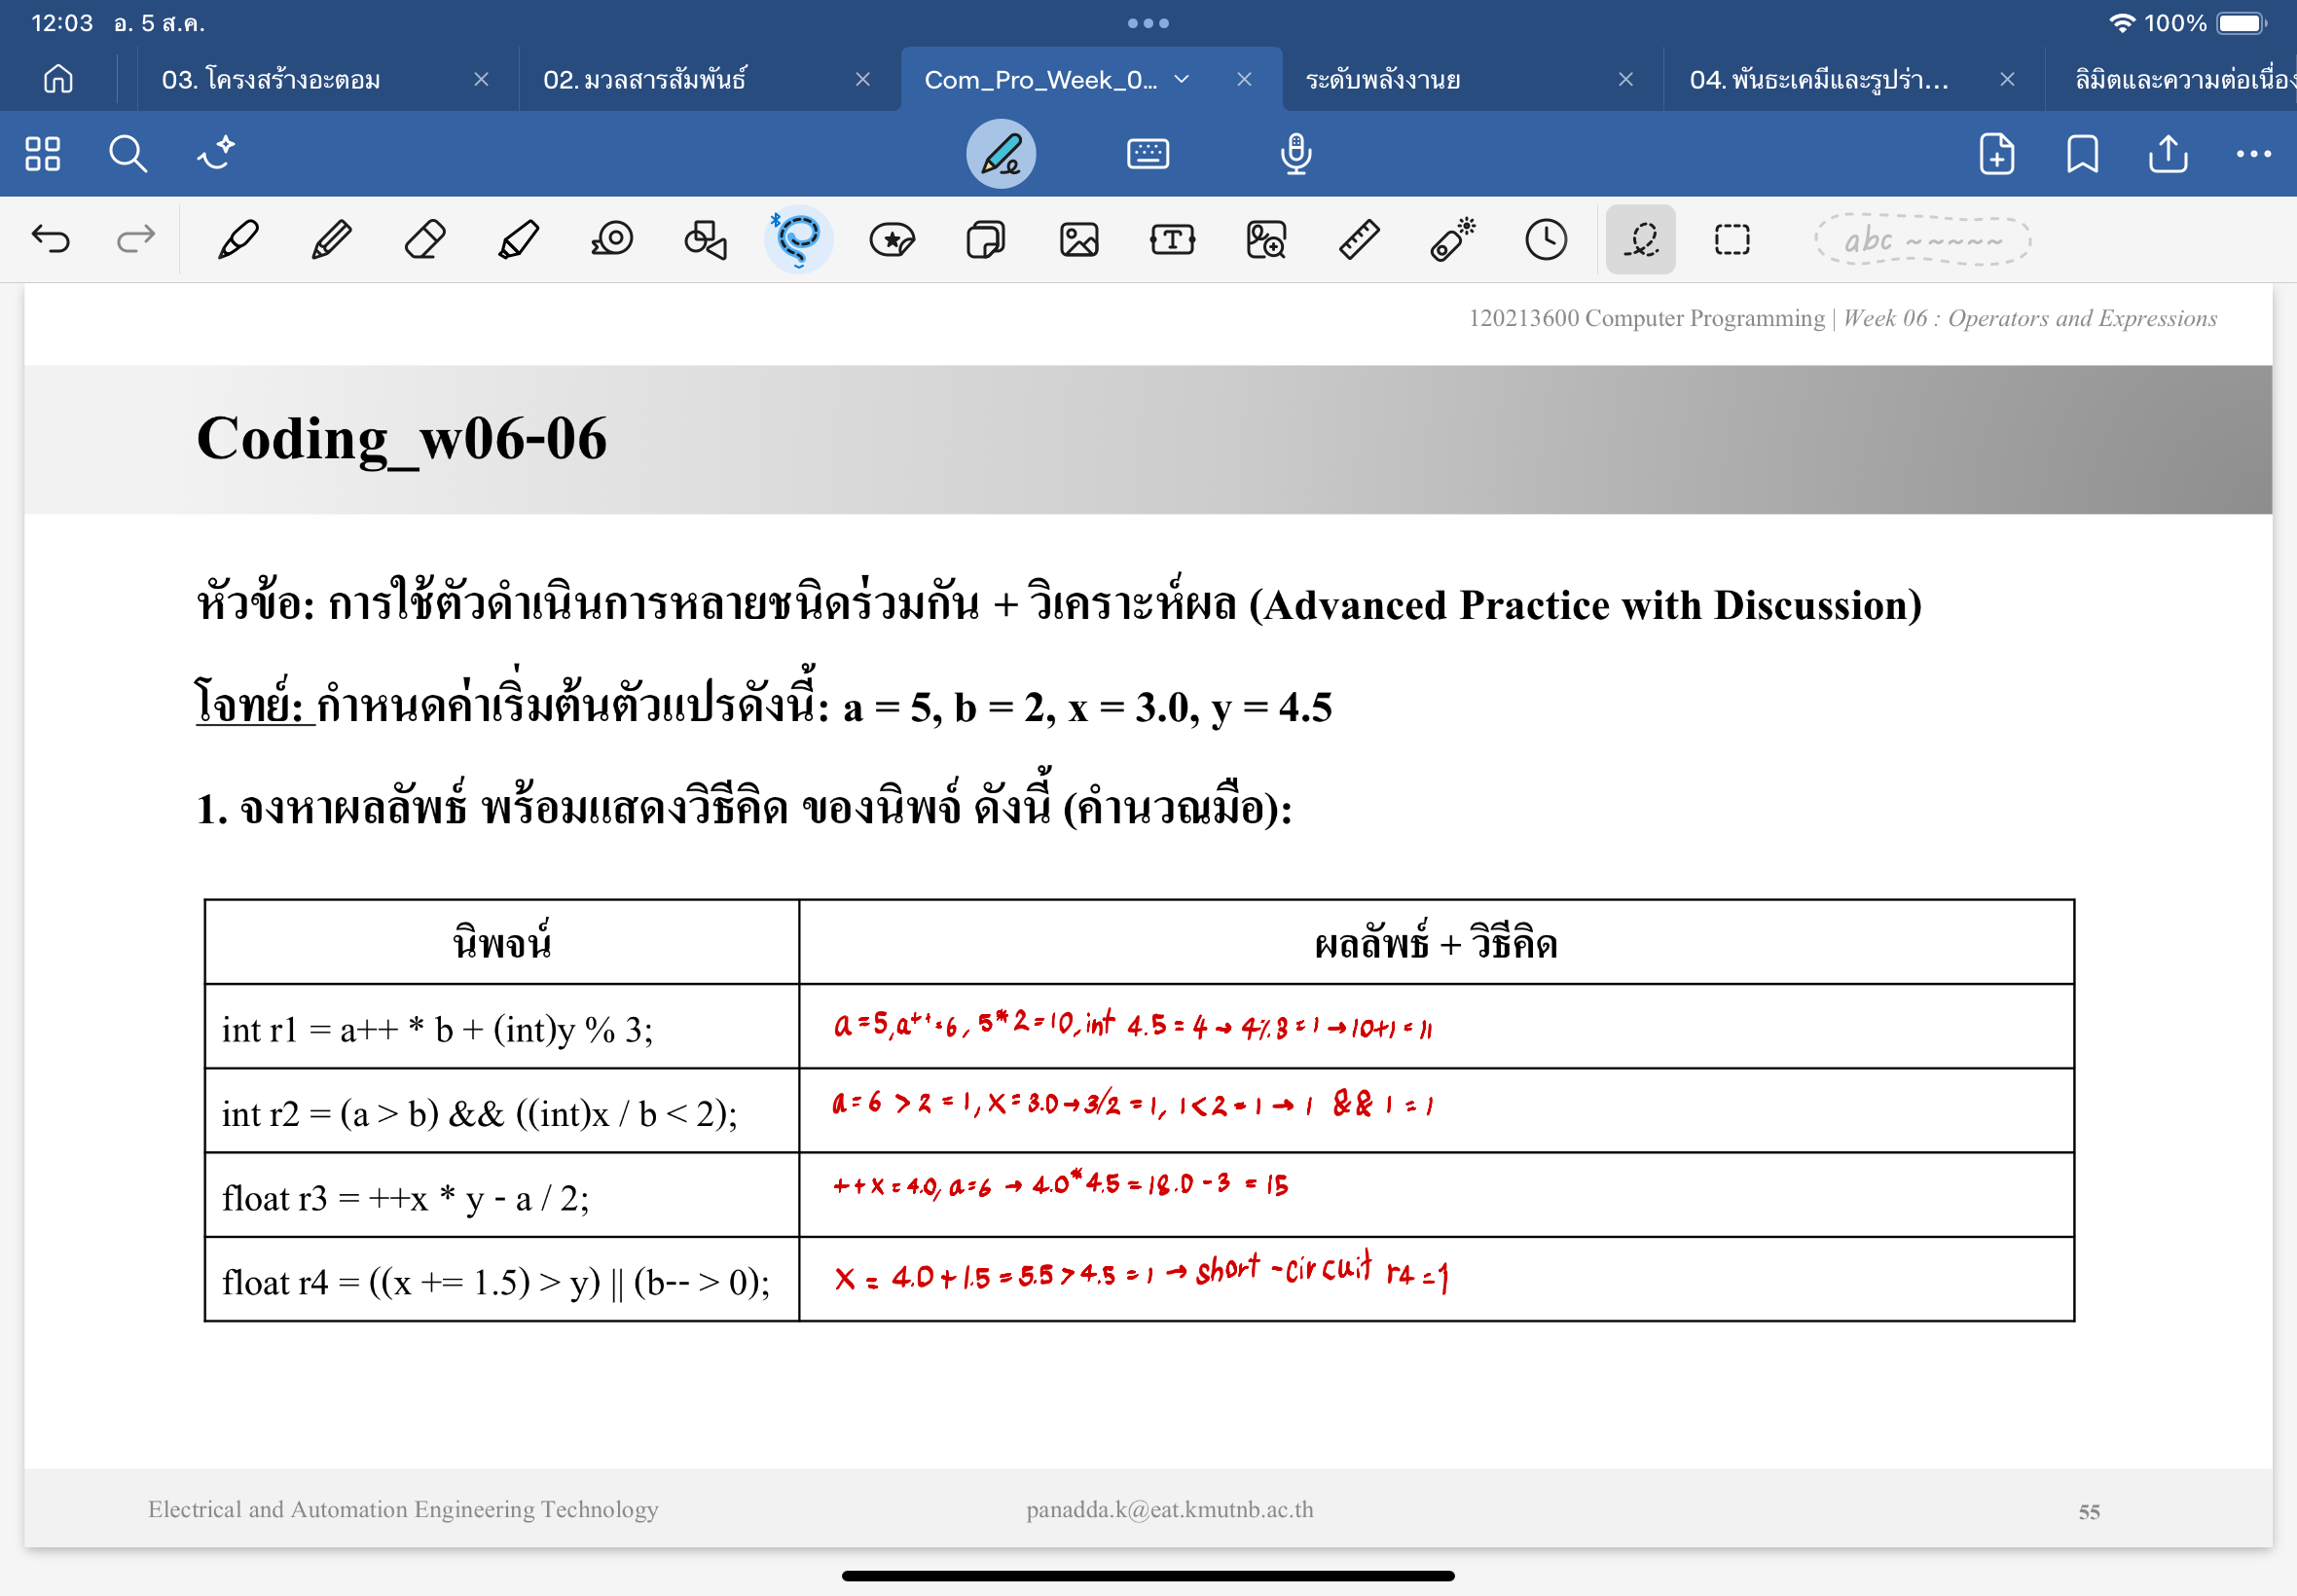 12:03 อ. 5 ส.ค.
100%
03. โครงสร้างอะตอม
02. มวลสารสัมพันธ์
Com_Pro_Week_0...
ระดับพลังงานย
04. พันธะเคมีและรูปร่า...
ลิมิตและความต่อเนื่อง
abc ~~~~~
120213600 Computer Programming | Week 06 : Operators and Expressions
Coding_w06-06
หัวข้อ: การใช้ตัวดำเนินการหลายชนิดร่วมกัน + วิเคราะห์ผล (Advanced Practice with Discussion)
โจทย์: กำหนดค่าเริ่มต้นตัวแปรดังนี้: a = 5, b = 2, x = 3.0, y = 4.5
1. จงหาผลลัพธ์ พร้อมแสดงวิธีคิด ของนิพจ์ ดังนี้ (คำนวณมือ):
นิพจน์ ผลลัพธ์ + วิธีคิด
int r1 = a++ * b + (int)y % 3; a=5,a++=6, 5*2=10,int 4.5=4→4%3=1→10+1=11
int r2 = (a > b) && ((int)x / b < 2); a=6 >2 =1, x=3.0→3/2 =1, 1<2=1→1 && 1=1
float r3 = ++x * y - a / 2; ++x=4.0, a=6 → 4.0*4.5=18.0-3 =15
float r4 = ((x += 1.5) > y) || (b-- > 0); x = 4.0+1.5=5.5>4.5=1→short-circuit r4=1
Electrical and Automation Engineering Technology
panadda.k@eat.kmutnb.ac.th
55